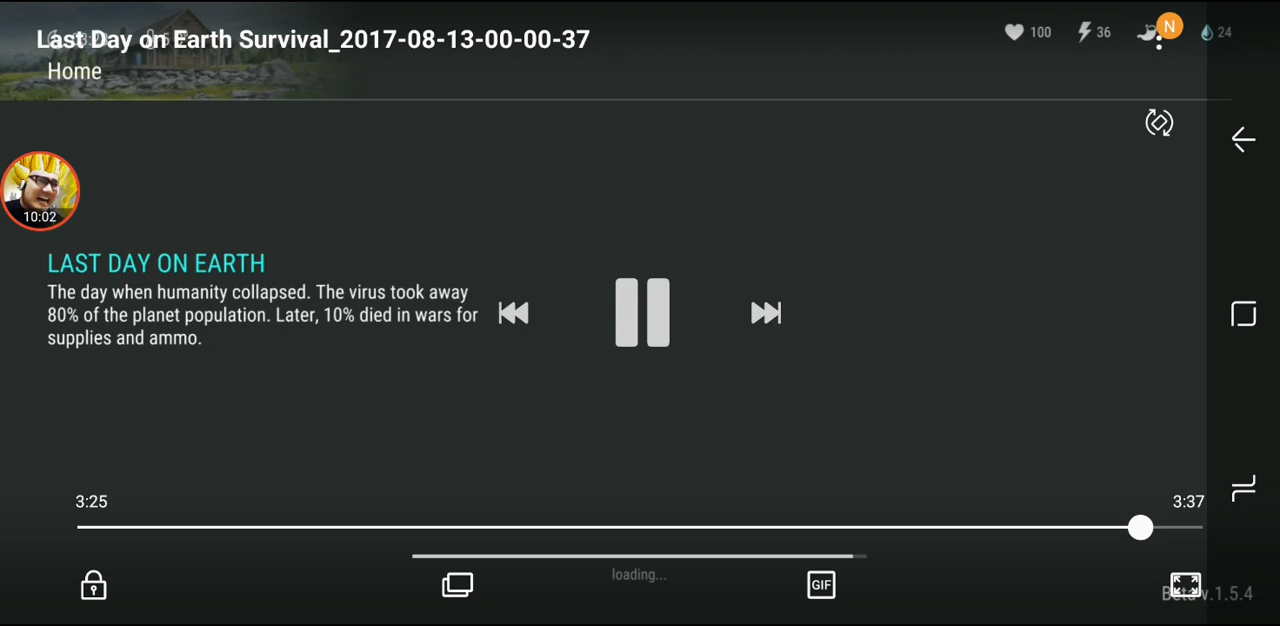 Last Day on Earth Survival_2017-08-13-00-00-37
100
36
N
24
Home
10:02
LAST DAY ON EARTH
The day when humanity collapsed. The virus took away
80% of the planet population. Later, 10% died in wars for
supplies and ammo.
3:25
3:37
loading...
GIF
Beta v.1.5.4